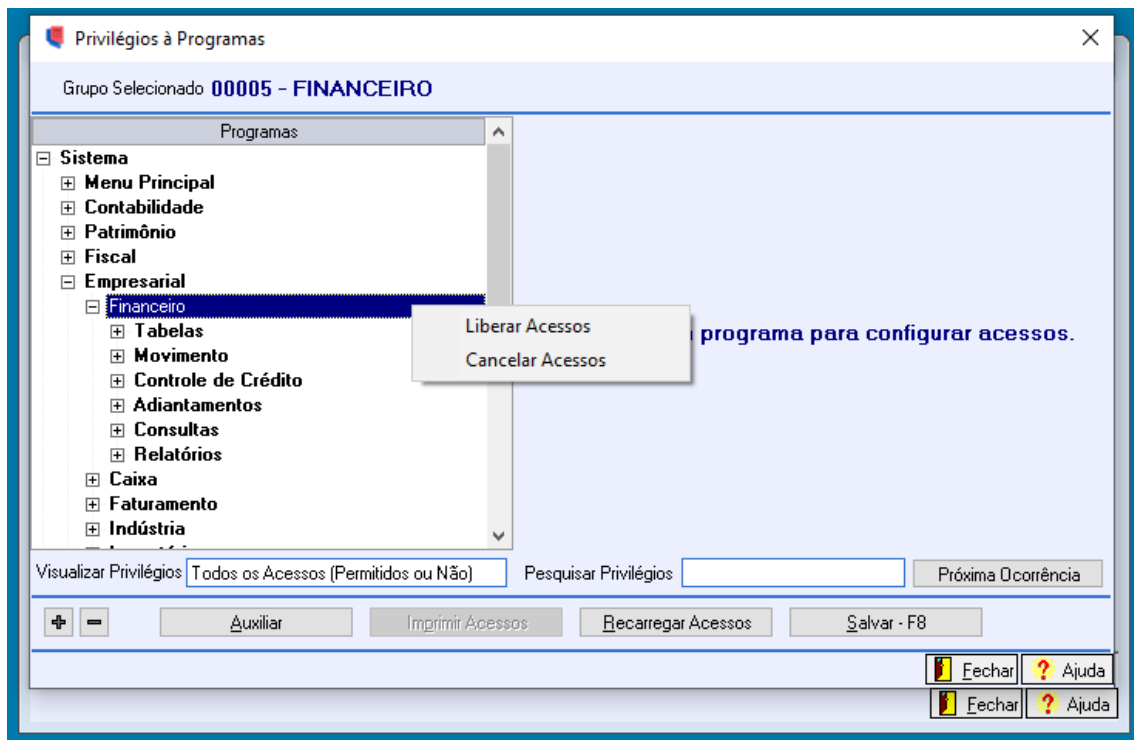 Privilégios à Programas
Grupo Selecionado 00005 - FINANCEIRO
Programas
Sistema
Menu Principal
Contabilidade
Patrimônio
Fiscal
Empresarial
Financeiro
Tabelas
Movimento
Controle de Crédito
Adiantamentos
Consultas
Relatórios
Caixa
Faturamento
Indústria
Liberar Acessos
Cancelar Acessos
programa para configurar acessos.
Visualizar Privilégios Todos os Acessos (Permitidos ou Não) Pesquisar Privilégios Próxima Ocorrência
Auxiliar Imprimir Acessos Recarregar Acessos Salvar - F8
Fechar Ajuda
Fechar Ajuda